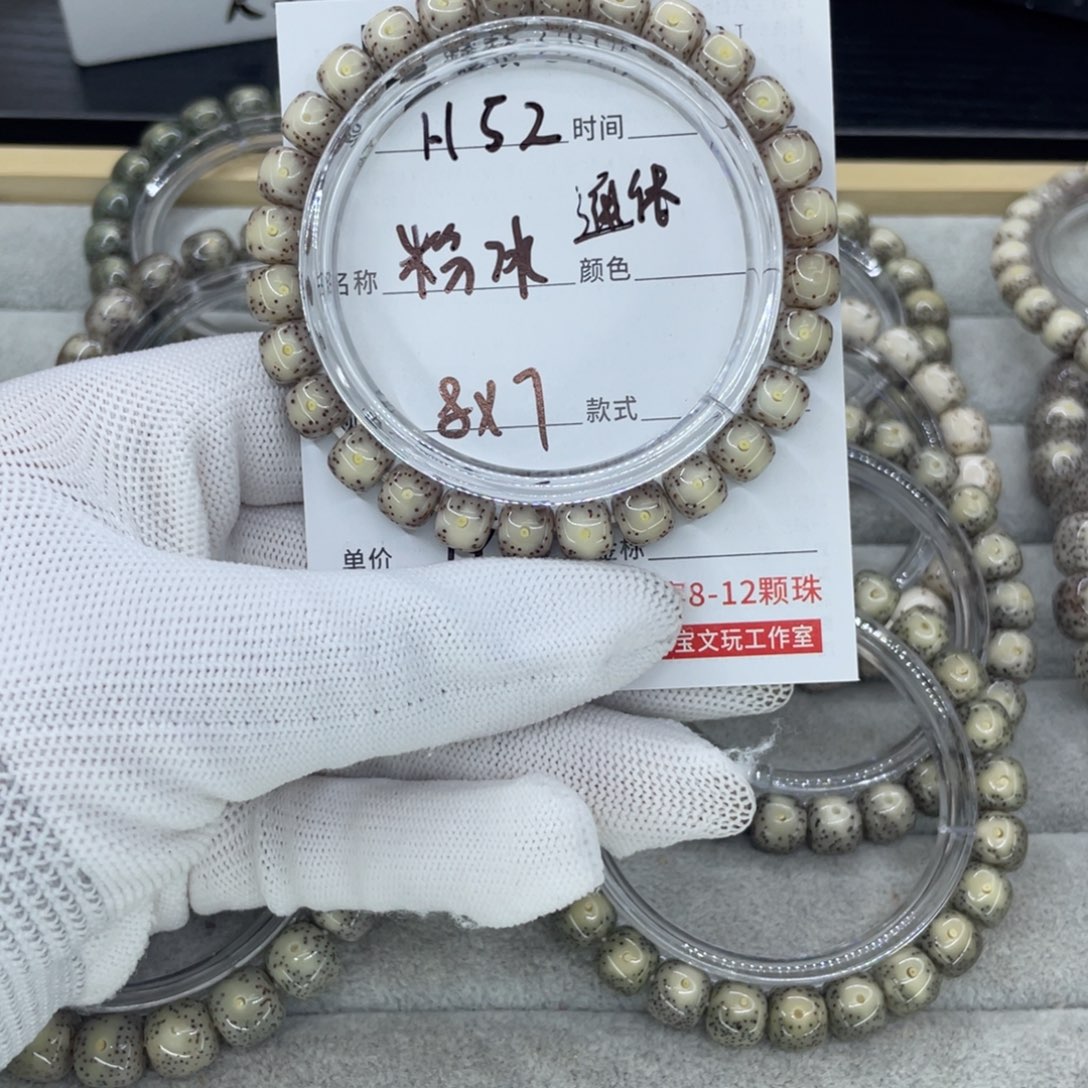 H52 时间
通体
名称 粉冰 颜色
8X7 款式
单价
8-12颗珠
宝文玩工作室